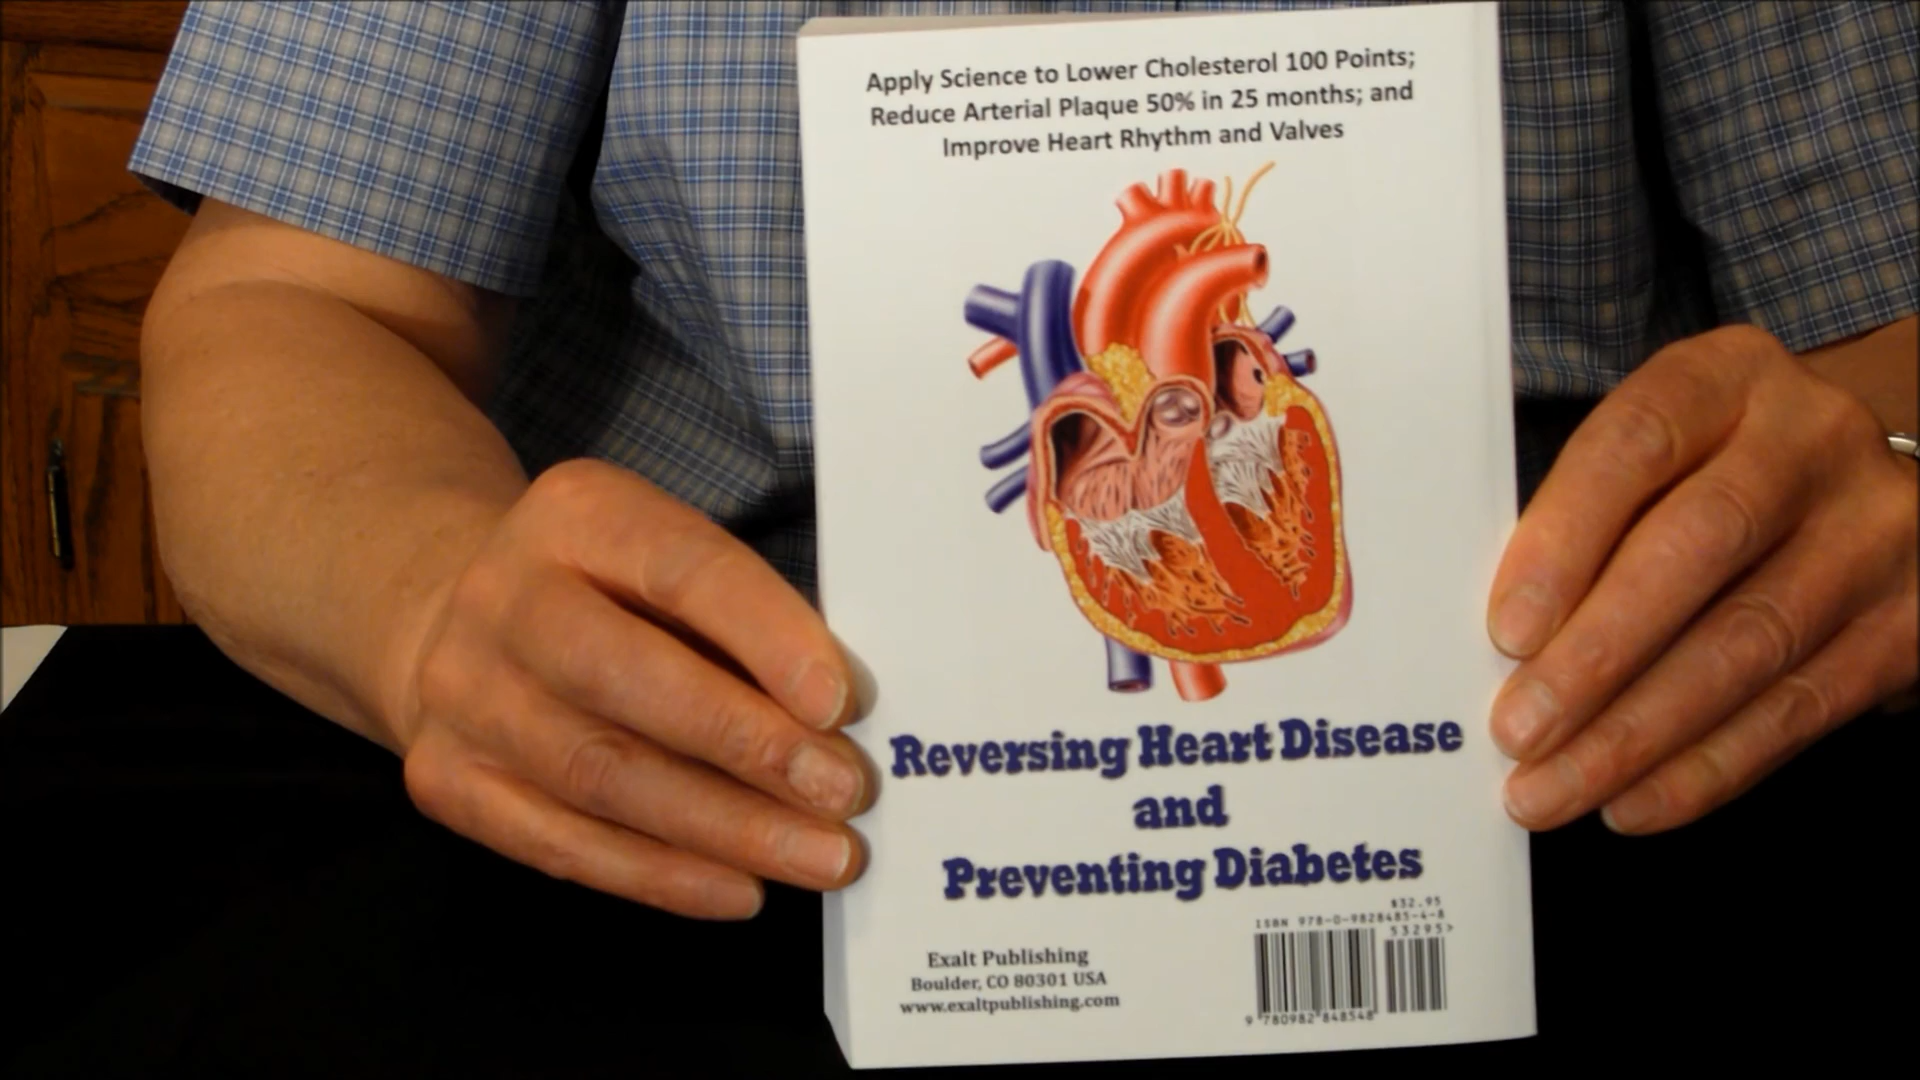 Apply Science to Lower Cholesterol 100 Points;
Reduce Arterial Plaque 50% in 25 months; and
Improve Heart Rhythm and Valves
Reversing Heart Disease
and
Preventing Diabetes
$32.95
ISBN 978-0-9828485-4-8
53295>
Exalt Publishing
Boulder, CO 80301 USA
www.exaltpublishing.com
9 780982 848548